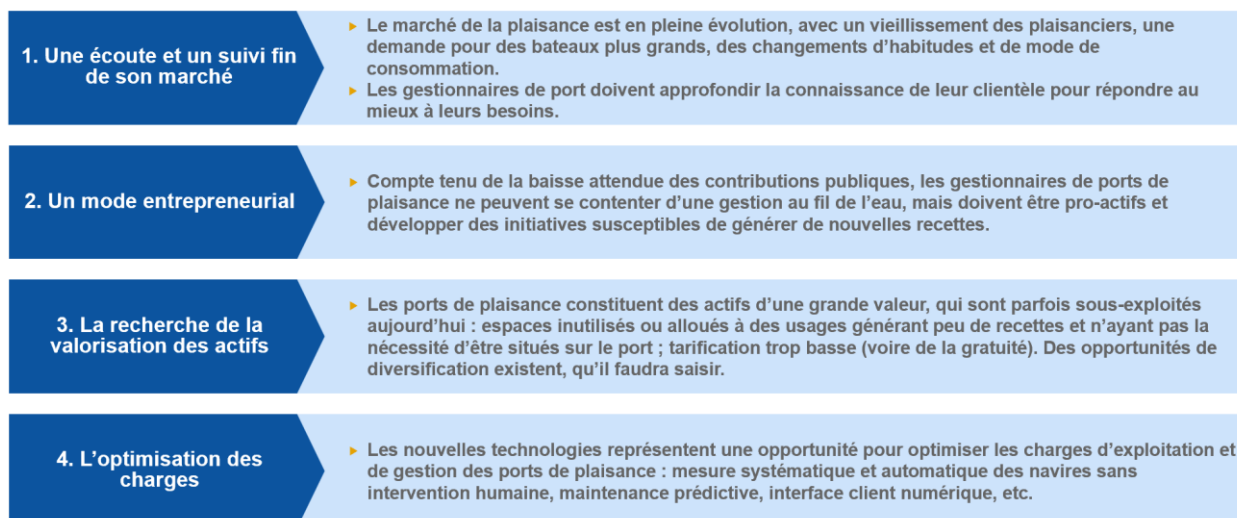 1. Une écoute et un suivi fin
de son marché
▸ Le marché de la plaisance est en pleine évolution, avec un vieillissement des plaisanciers, une
demande pour des bateaux plus grands, des changements d’habitudes et de mode de
consommation.
▸ Les gestionnaires de port doivent approfondir la connaissance de leur clientèle pour répondre au
mieux à leurs besoins.
2. Un mode entrepreneurial
▸ Compte tenu de la baisse attendue des contributions publiques, les gestionnaires de ports de
plaisance ne peuvent se contenter d’une gestion au fil de l’eau, mais doivent être pro-actifs et
développer des initiatives susceptibles de générer de nouvelles recettes.
3. La recherche de la
valorisation des actifs
▸ Les ports de plaisance constituent des actifs d’une grande valeur, qui sont parfois sous-exploités
aujourd’hui : espaces inutilisés ou alloués à des usages générant peu de recettes et n’ayant pas la
nécessité d’être situés sur le port ; tarification trop basse (voire de la gratuité). Des opportunités de
diversification existent, qu’il faudra saisir.
4. L’optimisation des
charges
▸ Les nouvelles technologies représentent une opportunité pour optimiser les charges d’exploitation et
de gestion des ports de plaisance : mesure systématique et automatique des navires sans
intervention humaine, maintenance prédictive, interface client numérique, etc.